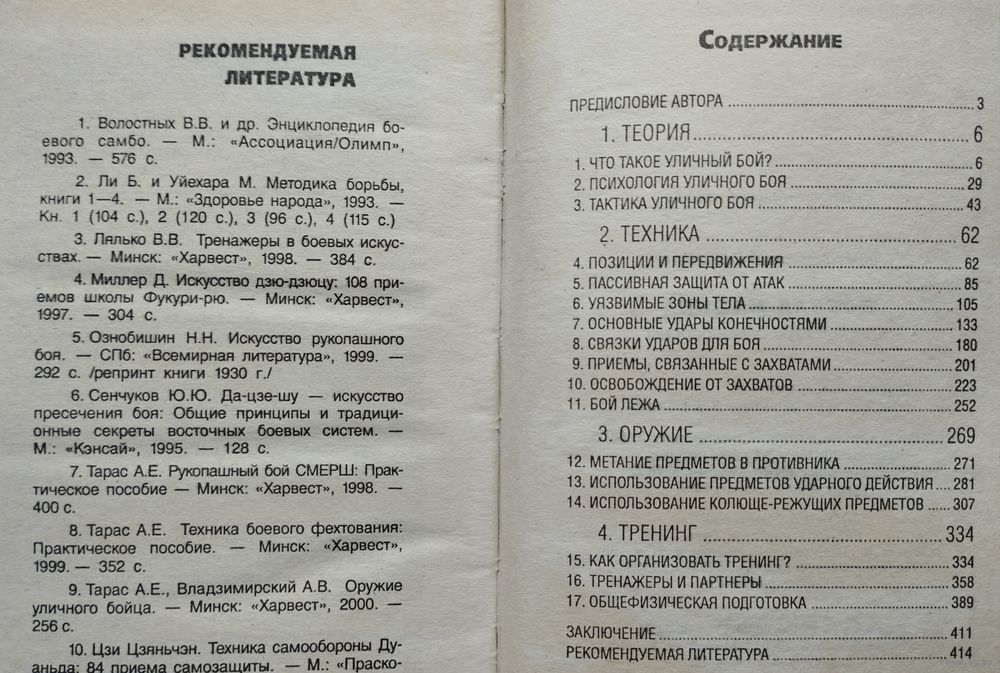 РЕКОМЕНДУЕМАЯ
ЛИТЕРАТУРА
1. Волостных В.В. и др. Энциклопедия бо-
евого самбо. — М.: «Ассоциация/Олимп»,
1993. — 576 с.
2. Ли Б. и Уйехара М. Методика борьбы,
книги 1—4. — М.: «Здоровье народа», 1993. —
Кн. 1 (104 с.), 2 (120 с.), 3 (96 с.), 4 (115 с.)
3. Лялько В.В. Тренажеры в боевых искус-
ствах. — Минск: «Харвест», 1998. — 384 с.
4. Миллер Д. Искусство дзю-дзюцу: 108 при-
емов школы Фукури-рю. — Минск: «Харвест»,
1997. — 304 с.
5. Ознобишин Н.Н. Искусство рукопашного
боя. — СПб: «Всемирная литература», 1999. —
292 с. /репринт книги 1930 г./
6. Сенчуков Ю.Ю. Да-цзе-шу — искусство
пресечения боя: Общие принципы и традици-
онные секреты восточных боевых систем. —
М.: «Кэнсай», 1995. — 128 с.
7. Тарас А.Е. Рукопашный бой СМЕРШ: Прак-
тическое пособие — Минск: «Харвест», 1998. —
400 с.
8. Тарас А.Е. Техника боевого фехтования:
Практическое пособие. — Минск: «Харвест»,
1999. — 352 с.
9. Тарас А.Е., Владзимирский А.В. Оружие
уличного бойца. — Минск: «Харвест», 2000. —
256 с.
10. Цзи Цзяньчэн. Техника самообороны Ду-
аньда: 84 приема самозащиты. — М.: «Праско-
СОДЕРЖАНИЕ
ПРЕДИСЛОВИЕ АВТОРА ... 3
1. ТЕОРИЯ ... 6
1. ЧТО ТАКОЕ УЛИЧНЫЙ БОЙ? ... 6
2. ПСИХОЛОГИЯ УЛИЧНОГО БОЯ ... 29
3. ТАКТИКА УЛИЧНОГО БОЯ ... 43
2. ТЕХНИКА ... 62
4. ПОЗИЦИИ И ПЕРЕДВИЖЕНИЯ ... 62
5. ПАССИВНАЯ ЗАЩИТА ОТ АТАК ... 85
6. УЯЗВИМЫЕ ЗОНЫ ТЕЛА ... 105
7. ОСНОВНЫЕ УДАРЫ КОНЕЧНОСТЯМИ ... 133
8. СВЯЗКИ УДАРОВ ДЛЯ БОЯ ... 180
9. ПРИЕМЫ, СВЯЗАННЫЕ С ЗАХВАТАМИ ... 201
10. ОСВОБОЖДЕНИЕ ОТ ЗАХВАТОВ ... 223
11. БОЙ ЛЕЖА ... 252
3. ОРУЖИЕ ... 269
12. МЕТАНИЕ ПРЕДМЕТОВ В ПРОТИВНИКА ... 271
13. ИСПОЛЬЗОВАНИЕ ПРЕДМЕТОВ УДАРНОГО ДЕЙСТВИЯ ... 281
14. ИСПОЛЬЗОВАНИЕ КОЛЮЩЕ-РЕЖУЩИХ ПРЕДМЕТОВ ... 307
4. ТРЕНИНГ ... 334
15. КАК ОРГАНИЗОВАТЬ ТРЕНИНГ? ... 334
16. ТРЕНАЖЕРЫ И ПАРТНЕРЫ ... 358
17. ОБЩЕФИЗИЧЕСКАЯ ПОДГОТОВКА ... 389
ЗАКЛЮЧЕНИЕ ... 411
РЕКОМЕНДУЕМАЯ ЛИТЕРАТУРА ... 414